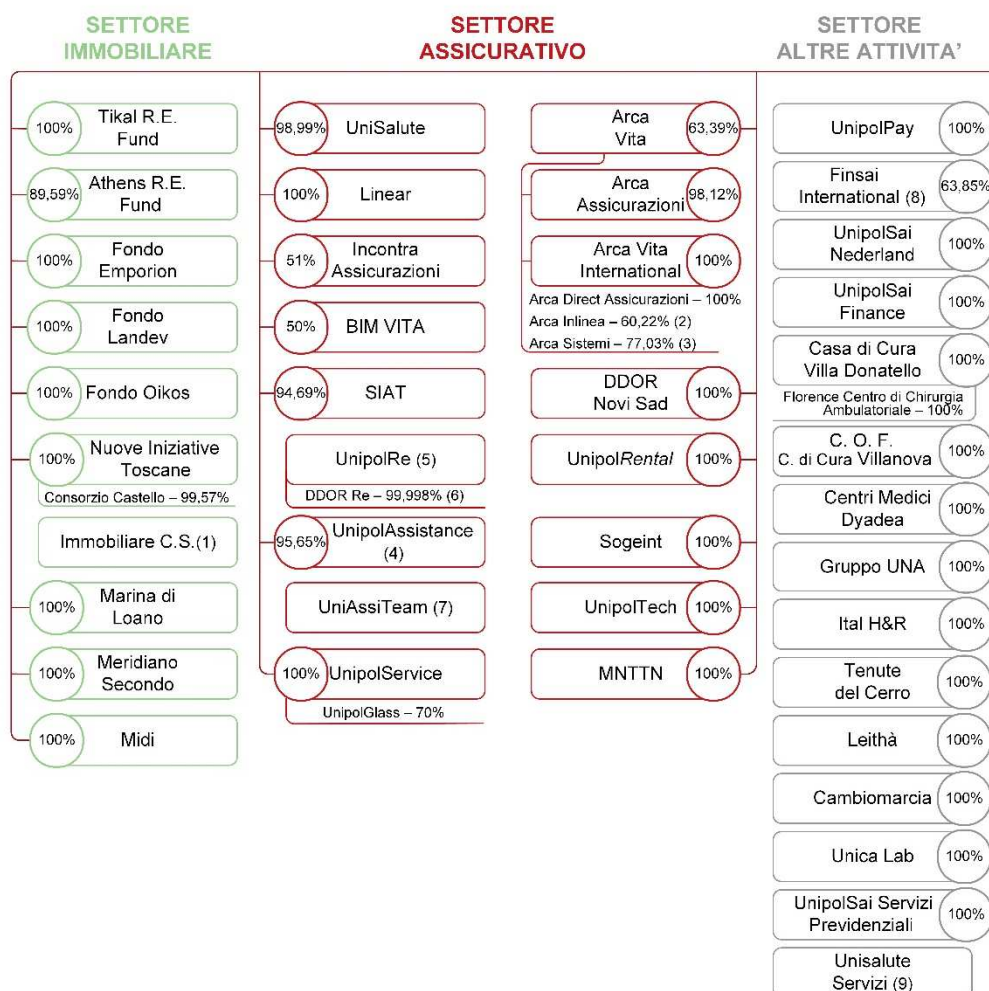 SETTORE
IMMOBILIARE
100%
Tikal R.E.
Fund
89,59%
Athens R.E.
Fund
100%
Fondo
Emporion
100%
Fondo
Landev
100%
Fondo Oikos
100%
Nuove Iniziative
Toscane
Consorzio Castello – 99,57%
Immobiliare C.S.(1)
100%
Marina di
Loano
100%
Meridiano
Secondo
100%
Midi
SETTORE
ASSICURATIVO
98,99%
UniSalute
100%
Linear
51%
Incontra
Assicurazioni
50%
BIM VITA
94,69%
SIAT
UnipolRe (5)
DDOR Re – 99,998% (6)
95,65%
UnipolAssistance
(4)
UniAssiTeam (7)
100%
UnipolService
UnipolGlass – 70%
Arca
Vita
63,39%
Arca
Assicurazioni
98,12%
Arca Vita
International
100%
Arca Direct Assicurazioni – 100%
Arca Inlinea – 60,22% (2)
Arca Sistemi – 77,03% (3)
DDOR
Novi Sad
100%
UnipolRental
100%
Sogeint
100%
UnipolTech
100%
MNTTN
100%
SETTORE
ALTRE ATTIVITA’
UnipolPay
100%
Finsai
International (8)
63,85%
UnipolSai
Nederland
100%
UnipolSai
Finance
100%
Casa di Cura
Villa Donatello
100%
Florence Centro di Chirurgia
Ambulatoriale – 100%
C. O. F.
C. di Cura Villanova
100%
Centri Medici
Dyadea
100%
Gruppo UNA
100%
Ital H&R
100%
Tenute
del Cerro
100%
Leithà
100%
Cambiomarcia
100%
Unica Lab
100%
UnipolSai Servizi
Previdenziali
100%
Unisalute
Servizi (9)